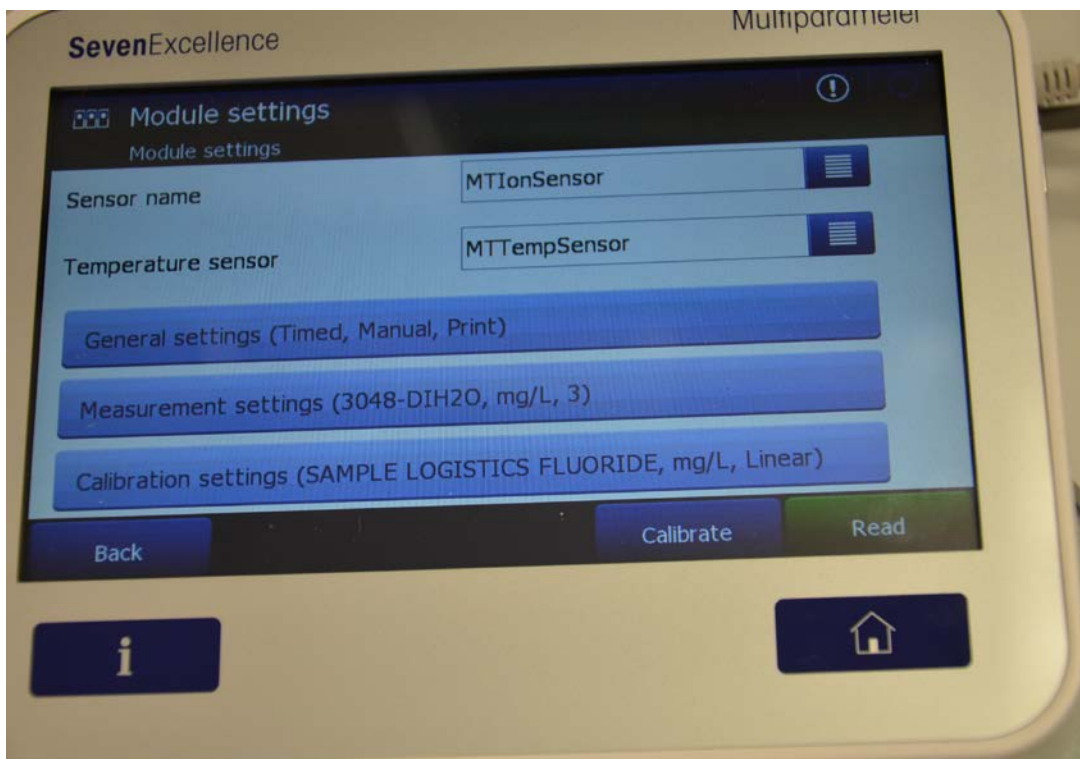 SevenExcellence
Multiparameter
Module settings
Module settings
Sensor name
MTIonSensor
Temperature sensor
MTTempSensor
General settings (Timed, Manual, Print)
Measurement settings (3048-DIH2O, mg/L, 3)
Calibration settings (SAMPLE LOGISTICS FLUORIDE, mg/L, Linear)
Back
Calibrate
Read
i